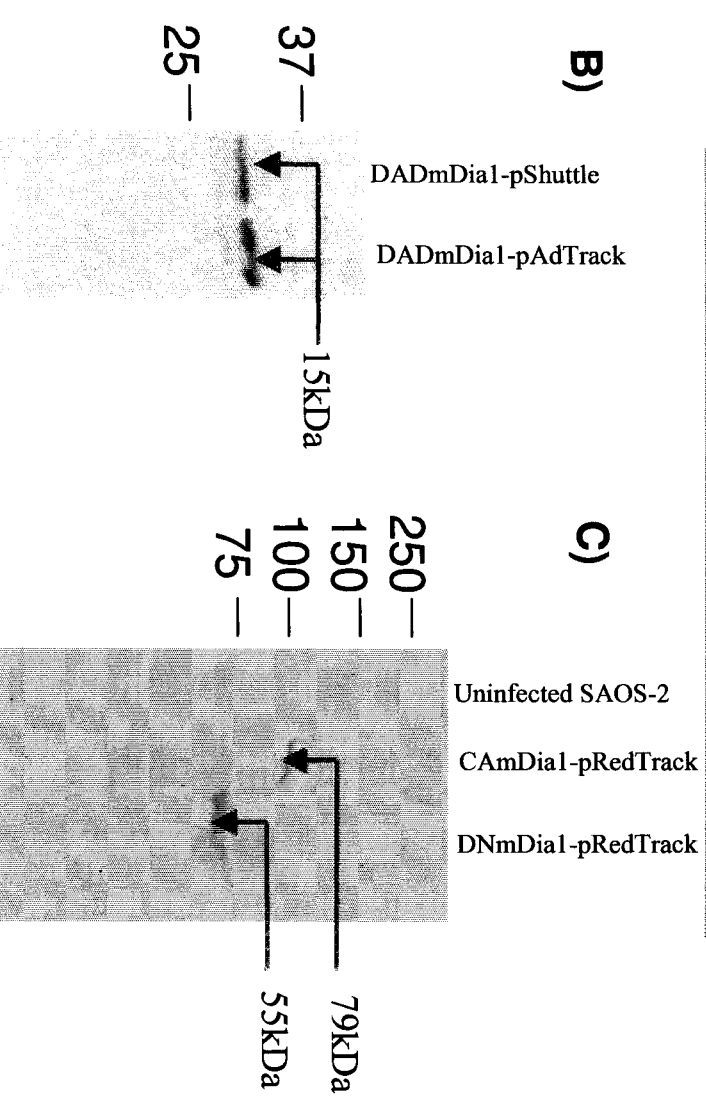 B)
DADmDia1-pShuttle
DADmDia1-pAdTrack
37
25
15kDa
C)
Uninfected SAOS-2
CAmDia1-pRedTrack
DNmDia1-pRedTrack
250
150
100
75
79kDa
55kDa